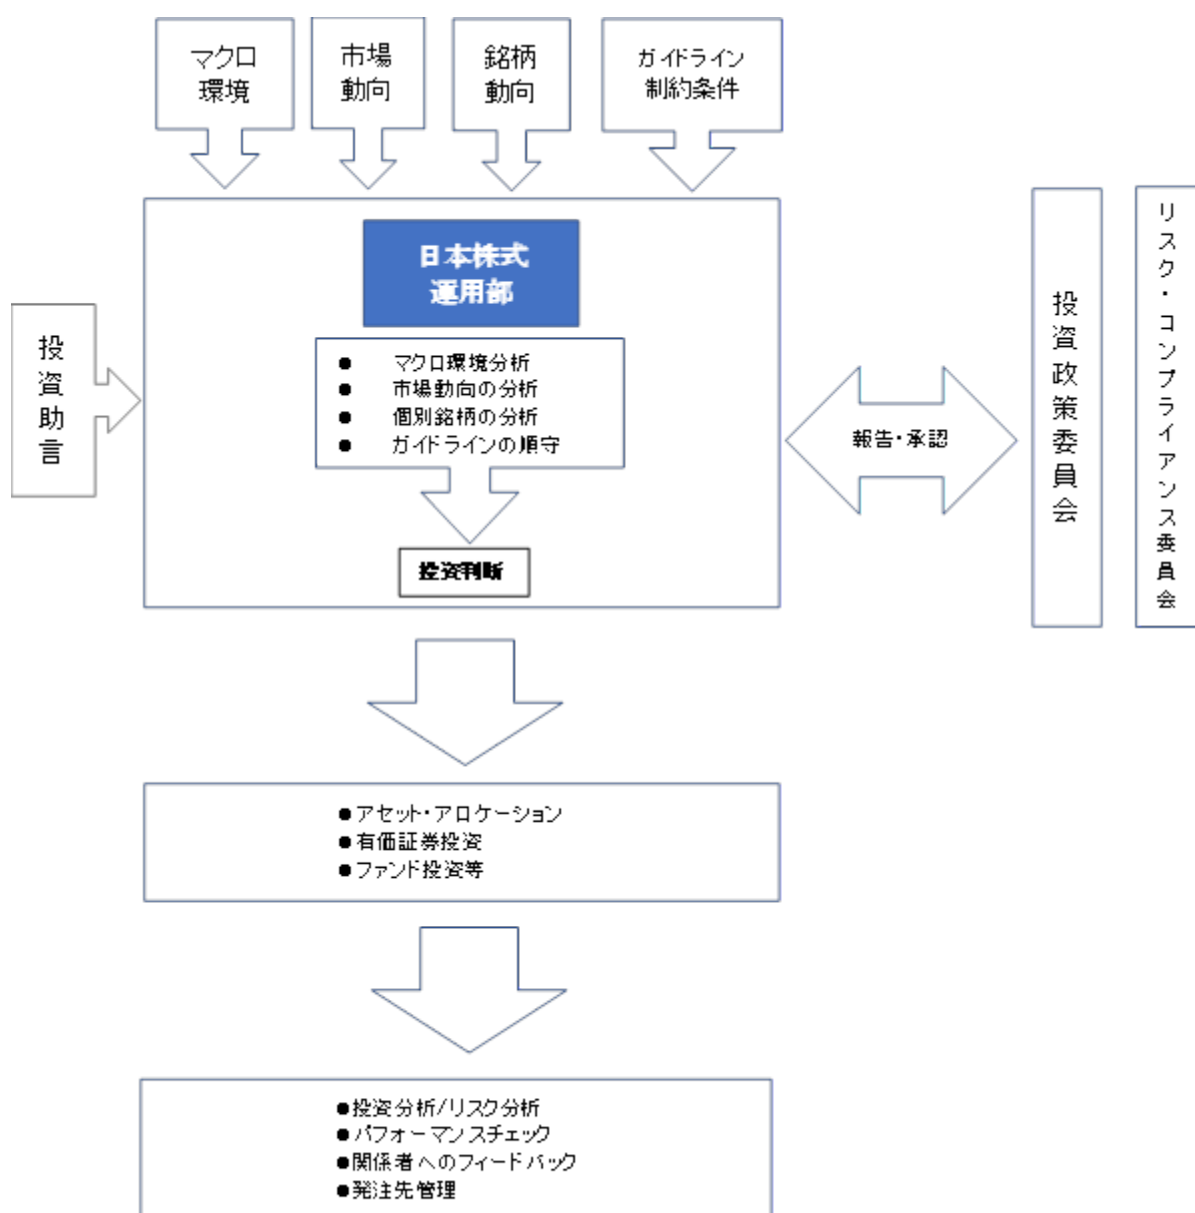 マクロ
環境
市場
動向
銘柄
動向
ガイドライン
制約条件
日本株式
運用部
● マクロ環境分析
● 市場動向の分析
● 個別銘柄の分析
● ガイドラインの順守
投資判断
投資助言
報告・承認
投資政策委員会
リスク・コンプライアンス委員会
●アセット・アロケーション
●有価証券投資
●ファンド投資等
●投資分析/リスク分析
●パフォーマンスチェック
●関係者へのフィードバック
●発注先管理